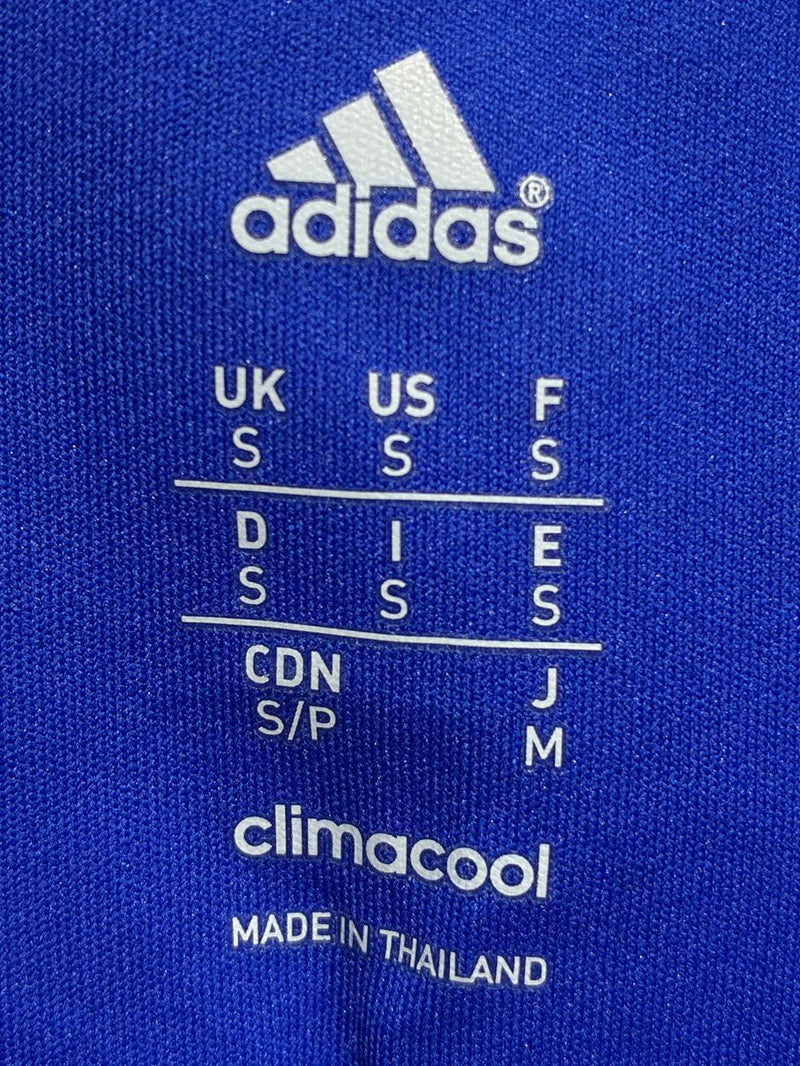 adidas®
UK US F
S S S
D I E
S S S
CDN J
S/P M
climacool
MADE IN THAILAND